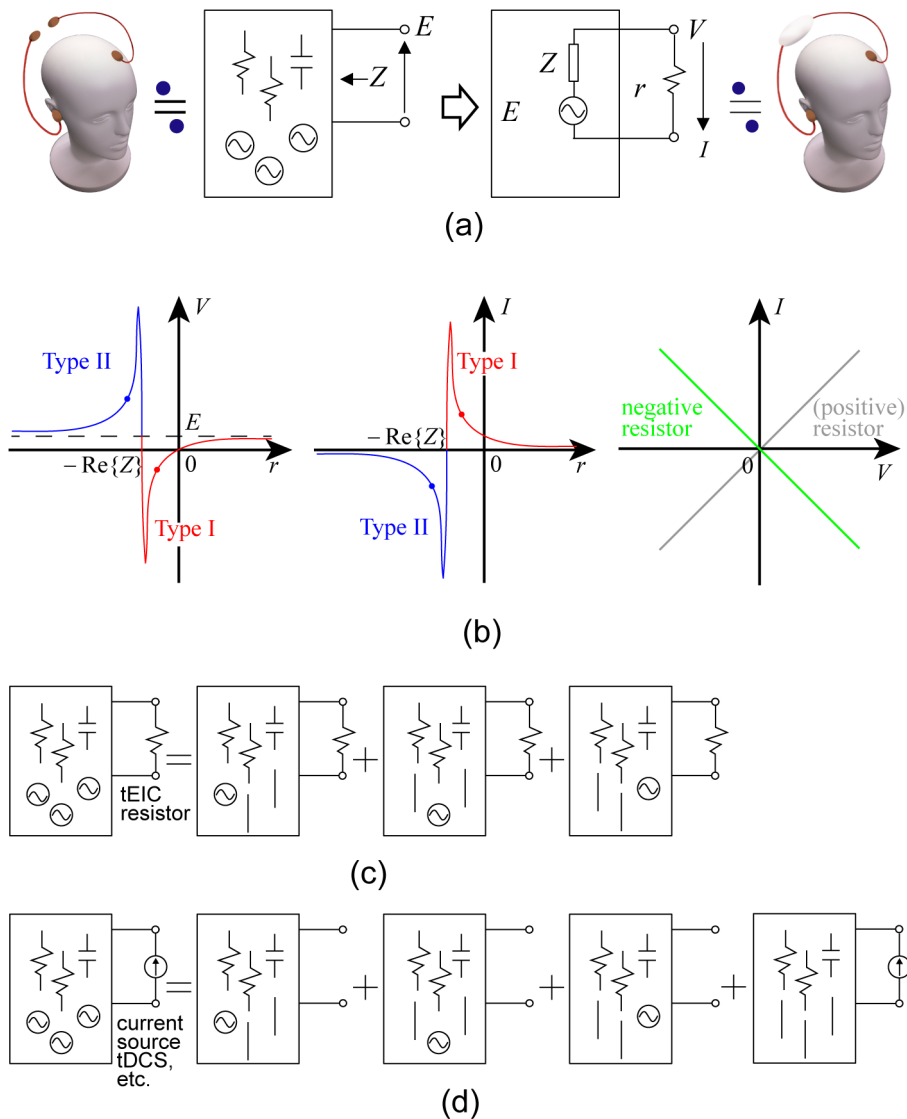 E
Z
V
Z
r
E
I
(a)
V
Type II
E
−Re{Z}
0
r
Type I
I
Type I
−Re{Z}
0
r
Type II
I
negative
resistor
(positive)
resistor
0
V
(b)
=
+
+
tEIC
resistor
(c)
=
+
+
+
current
source
tDCS,
etc.
(d)